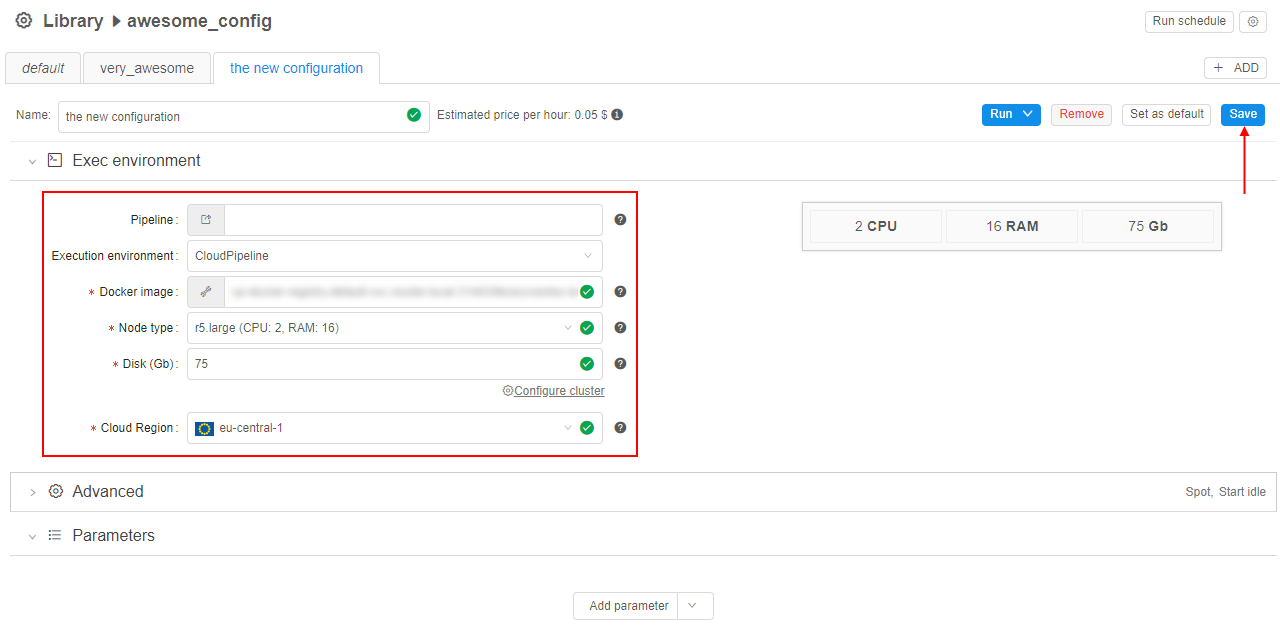 Library awesome_config
Run schedule
default very_awesome the new configuration
+ ADD
Name: the new configuration Estimated price per hour: 0.05 $
Run Remove Set as default Save
Exec environment
Pipeline:
Execution environment: CloudPipeline
* Docker image:
* Node type: r5.large (CPU: 2, RAM: 16)
* Disk (Gb): 75
Configure cluster
* Cloud Region: eu-central-1
2 CPU 16 RAM 75 Gb
Advanced Spot, Start idle
Parameters
Add parameter